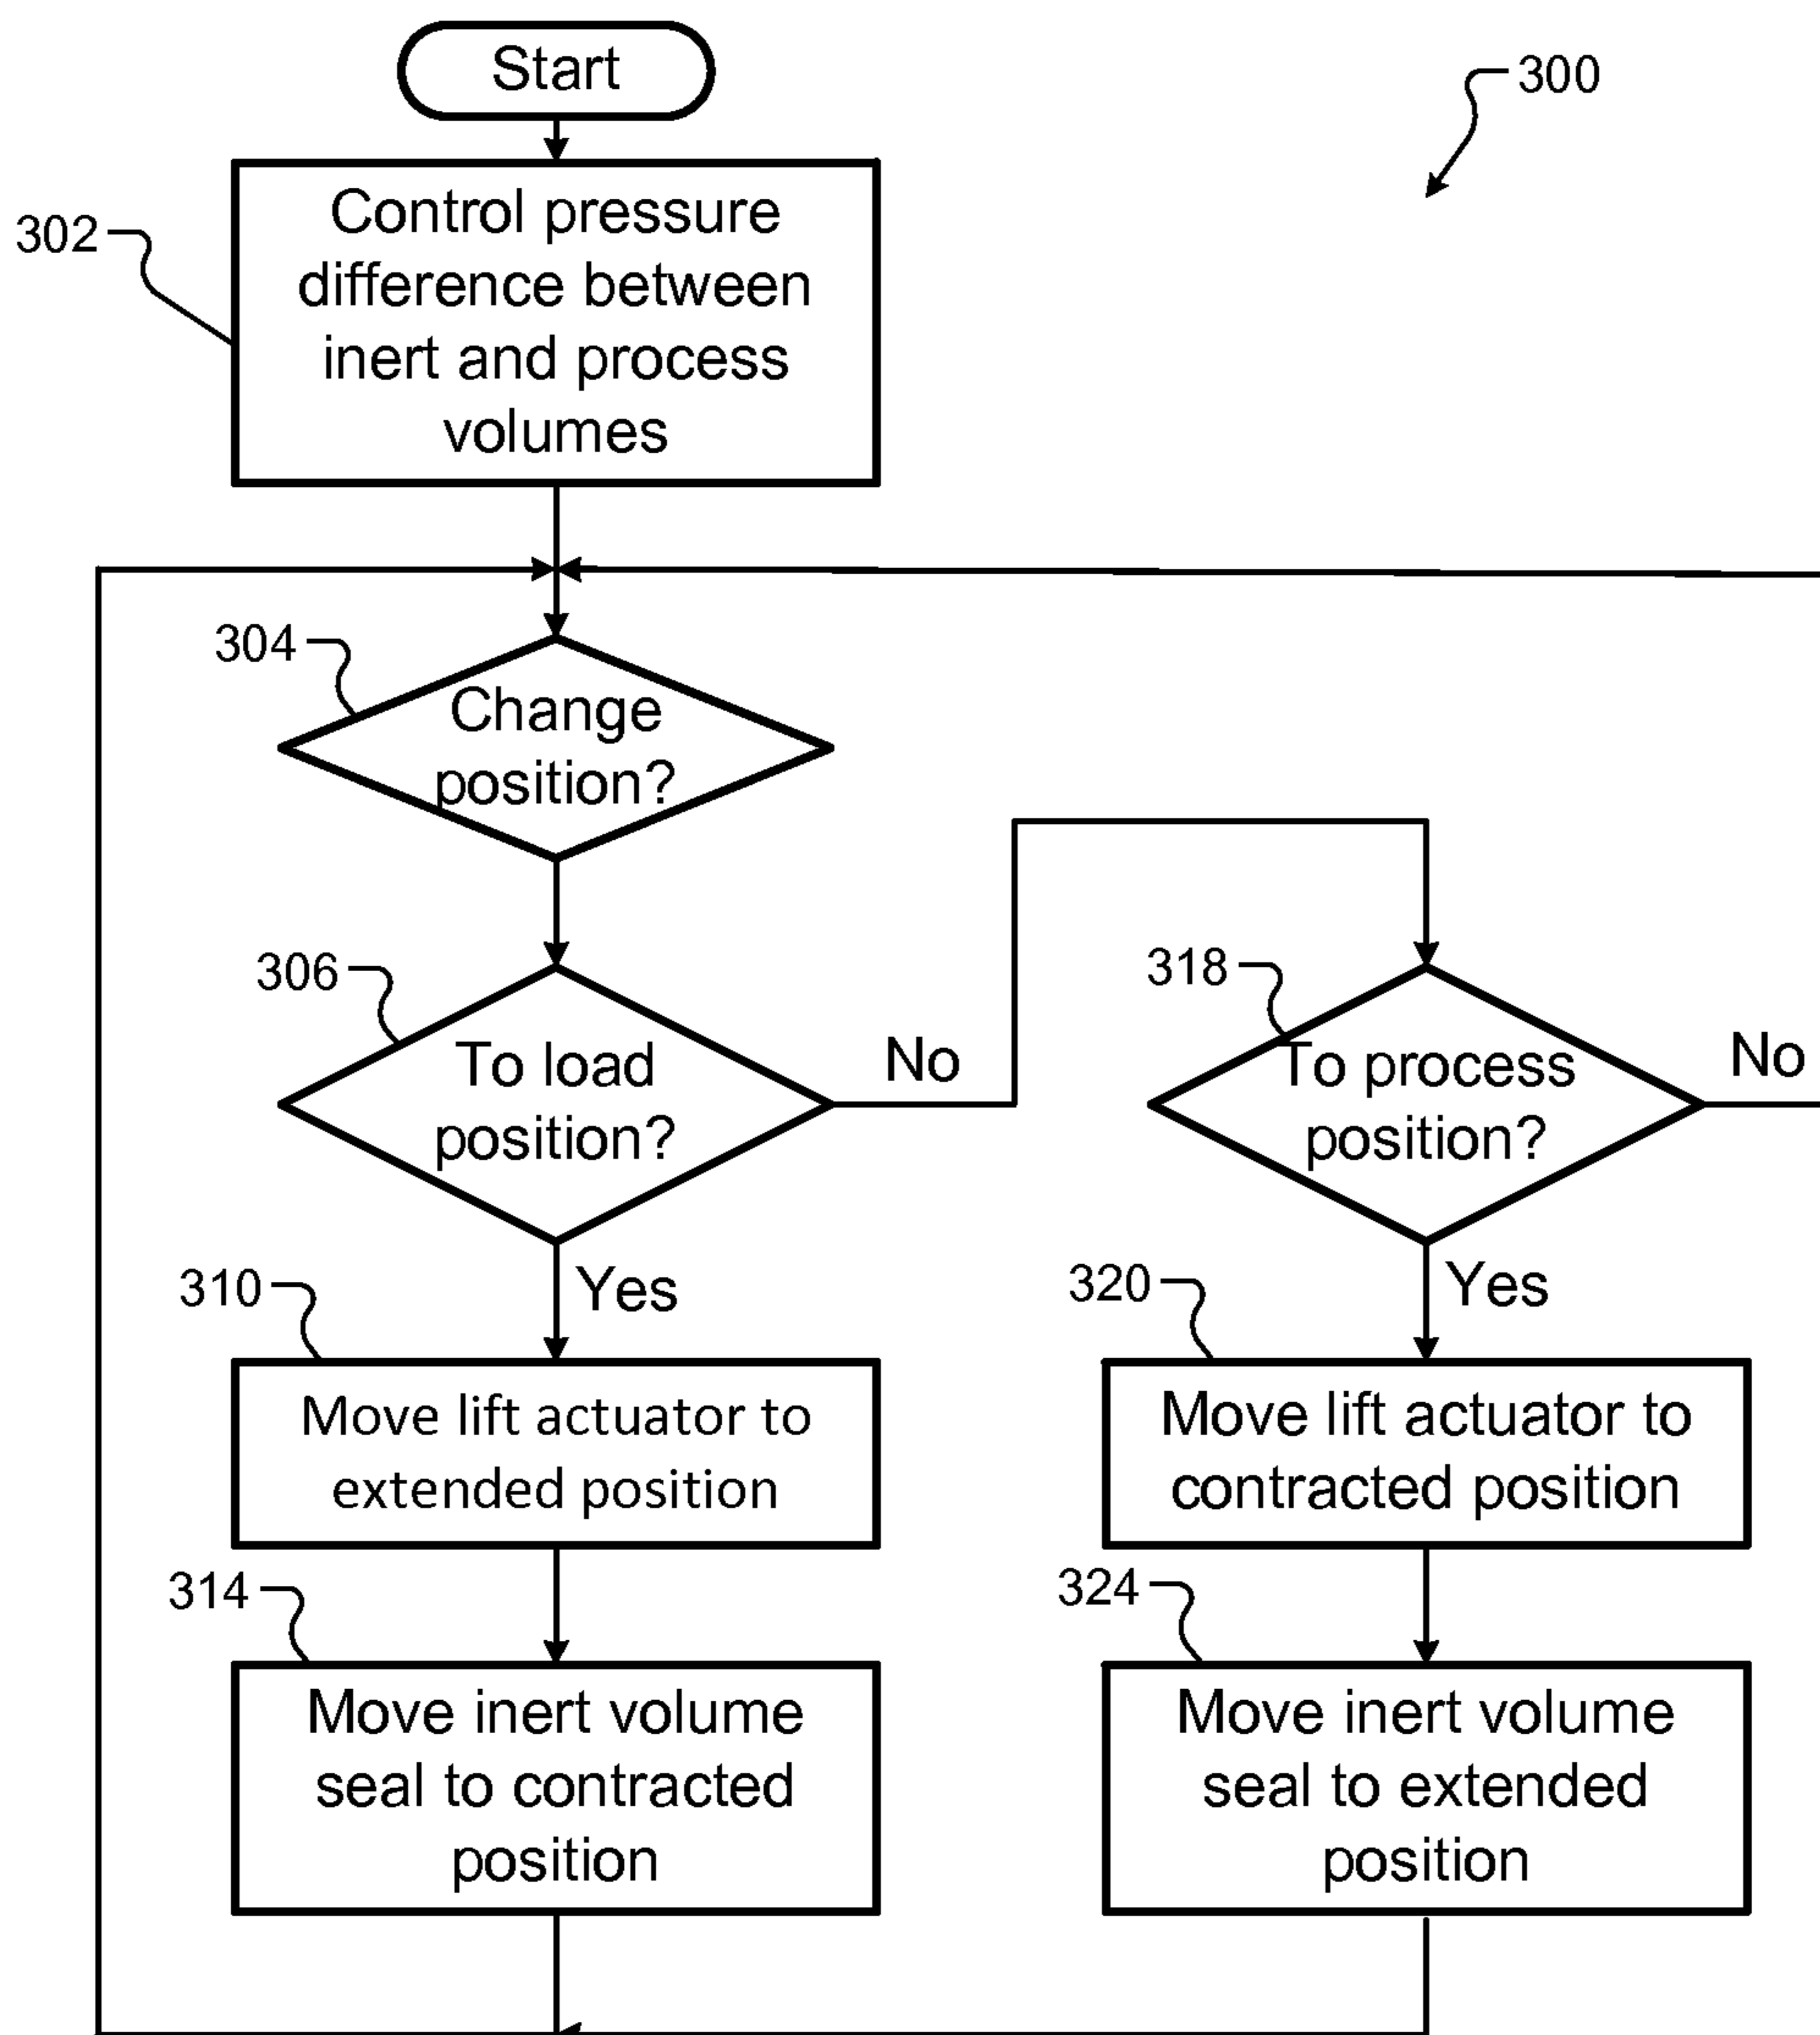 Start
300
302
Control pressure
difference between
inert and process
volumes
304
Change
position?
306
To load
position?
No
318
To process
position?
No
310
Yes
Move lift actuator to
extended position
320
Yes
Move lift actuator to
contracted position
314
Move inert volume
seal to contracted
position
324
Move inert volume
seal to extended
position